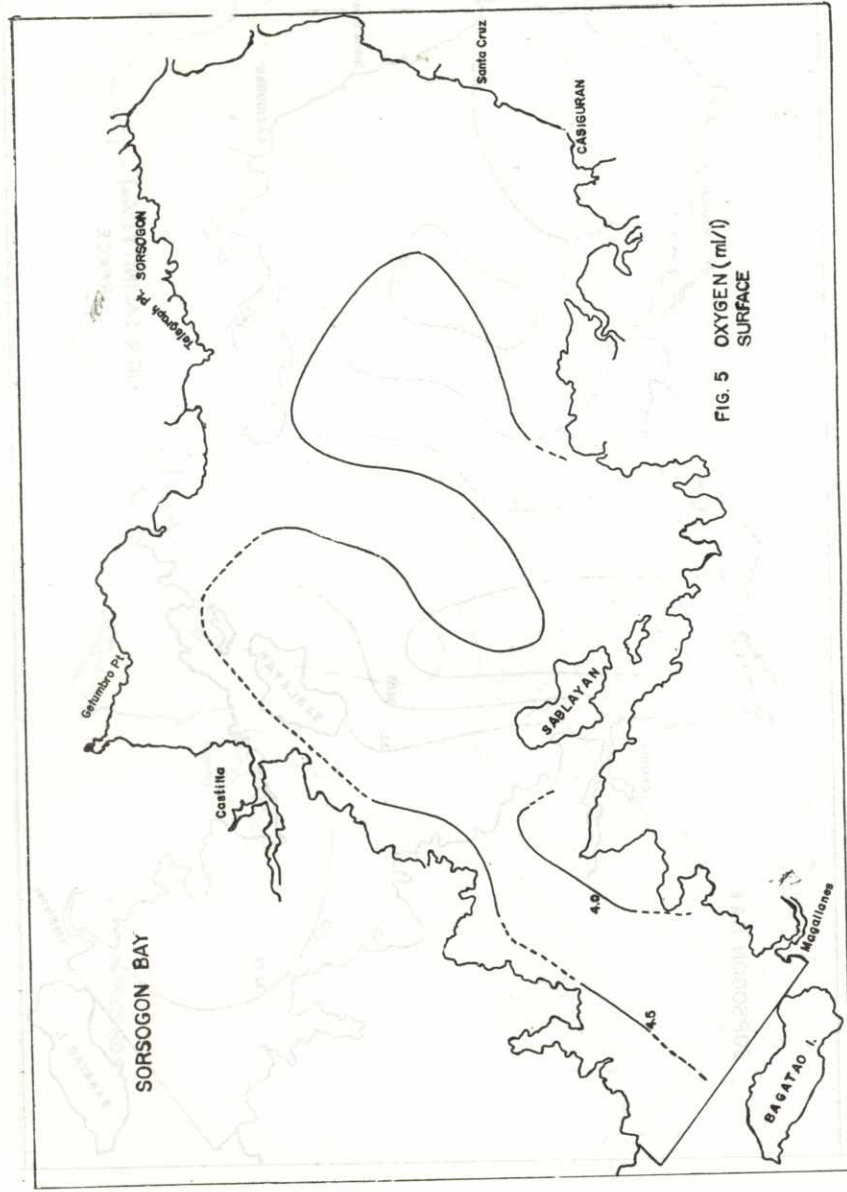 SORSOGON BAY
Getumbro Pt.
Castilla
Telegraph Pt.
SORSOGON
Santa Cruz
CASIGURAN
SABLAYAN
4.0
4.5
Magallanes
BAGATAO I.
FIG. 5 OXYGEN (ml/l)
SURFACE